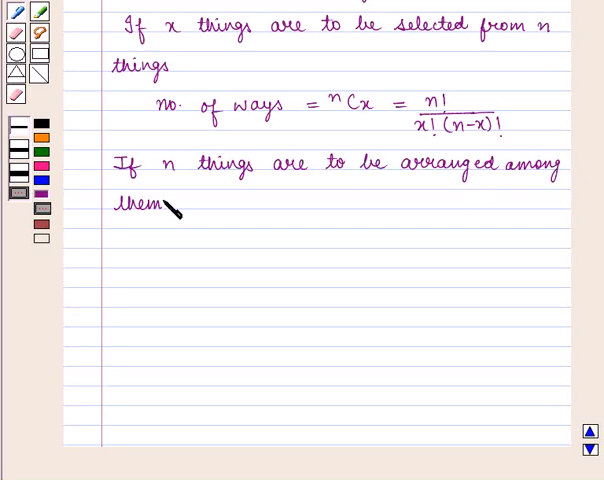 If x things are to be selected from n
things
no. of ways = ⁿCx = n! / x! (n-x)!
If n things are to be arranged among
them